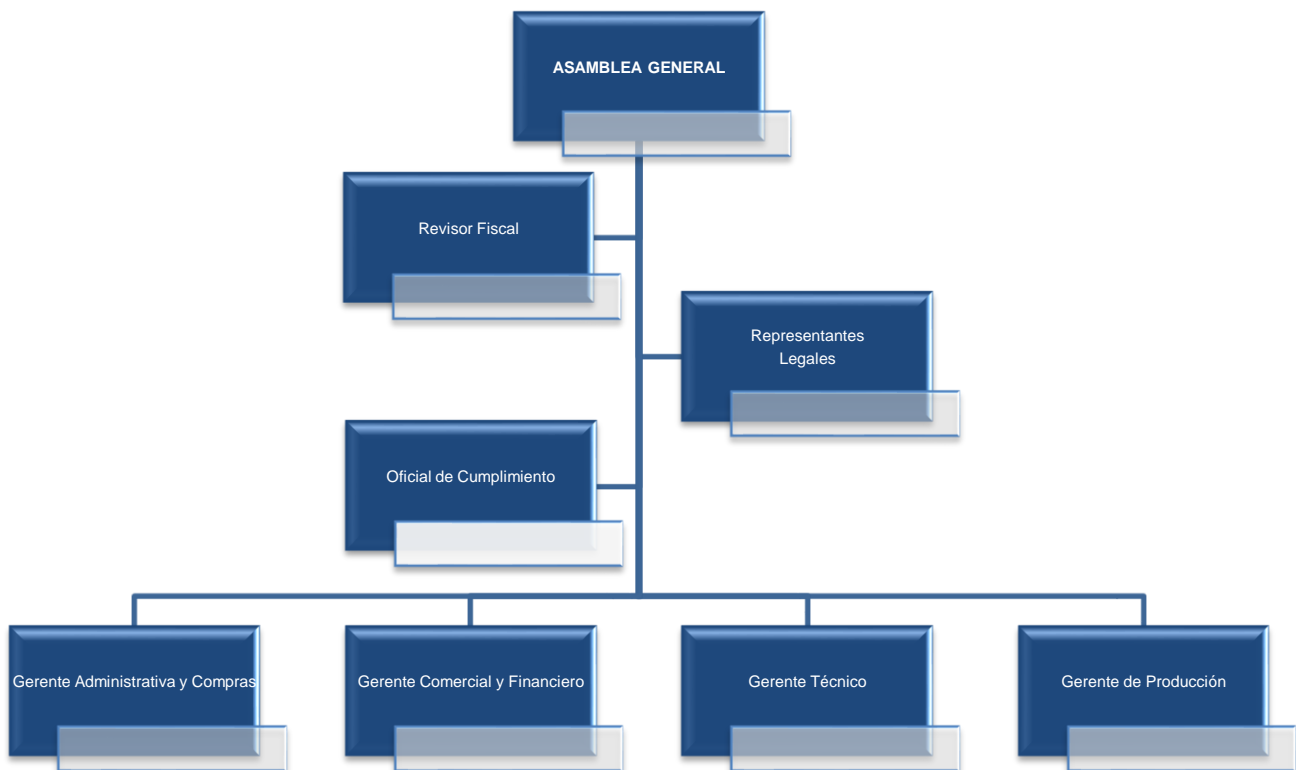 ASAMBLEA GENERAL
Revisor Fiscal
Representantes
Legales
Oficial de Cumplimiento
Gerente Administrativa y Compras
Gerente Comercial y Financiero
Gerente Técnico
Gerente de Producción